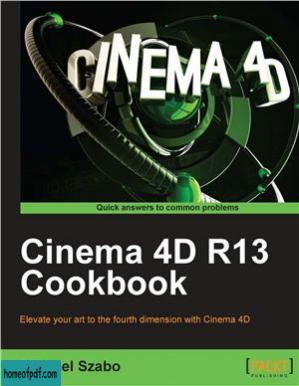 CINEMA 4D
Quick answers to common problems
Cinema 4D R13
Cookbook
Elevate your art to the fourth dimension with Cinema 4D
Szabo
homeofpdf.com
[PACKT]
PUBLISHING